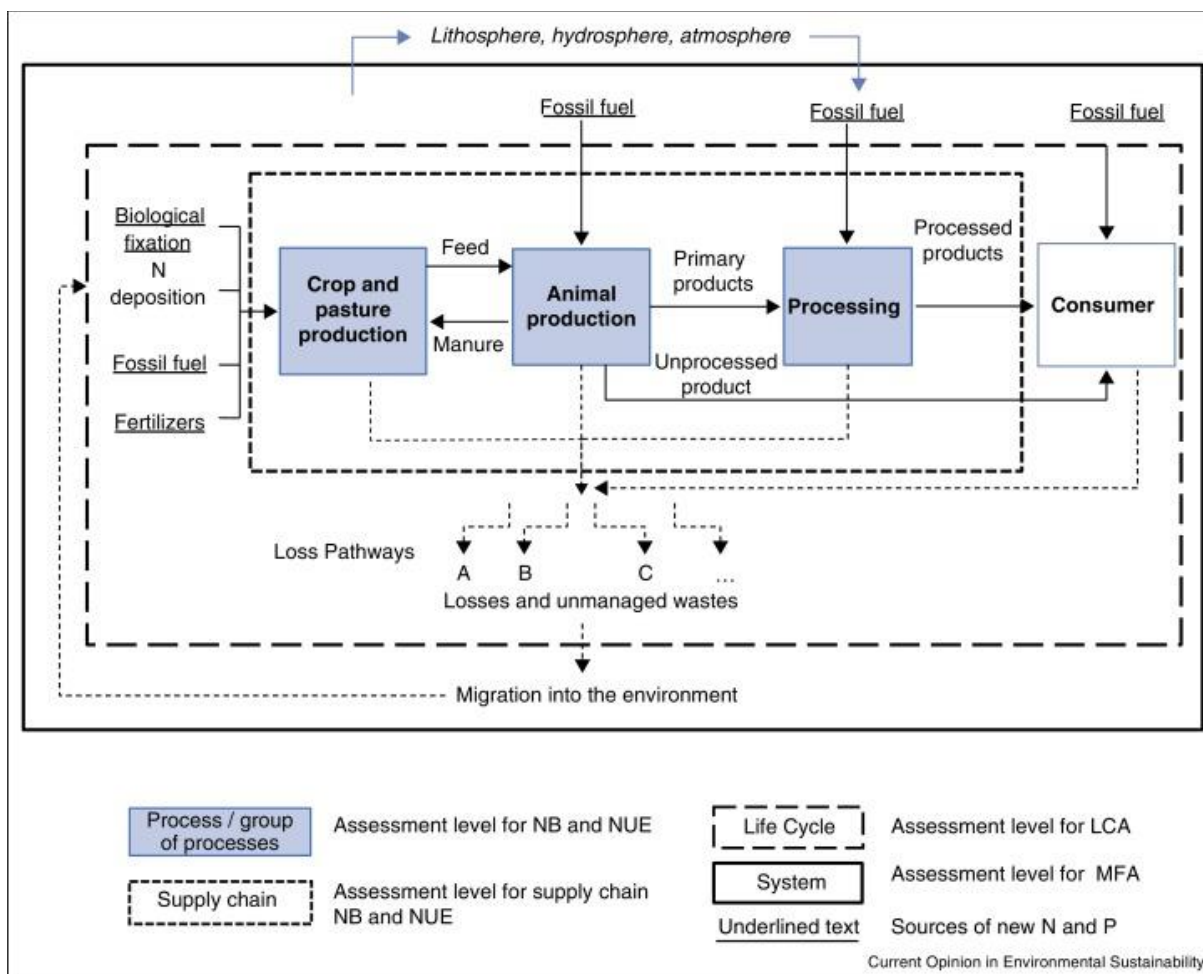 Lithosphere, hydrosphere, atmosphere
Fossil fuel
Fossil fuel
Fossil fuel
Biological
fixation
N
deposition
Fossil fuel
Fertilizers
Crop and
pasture
production
Feed
Manure
Animal
production
Primary
products
Unprocessed
product
Processing
Processed
products
Consumer
Loss Pathways
A
B
C
...
Losses and unmanaged wastes
Migration into the environment
Process / group
of processes
Assessment level for NB and NUE
Supply chain
Assessment level for supply chain
NB and NUE
Life Cycle
Assessment level for LCA
System
Assessment level for MFA
Underlined text
Sources of new N and P
Current Opinion in Environmental Sustainability